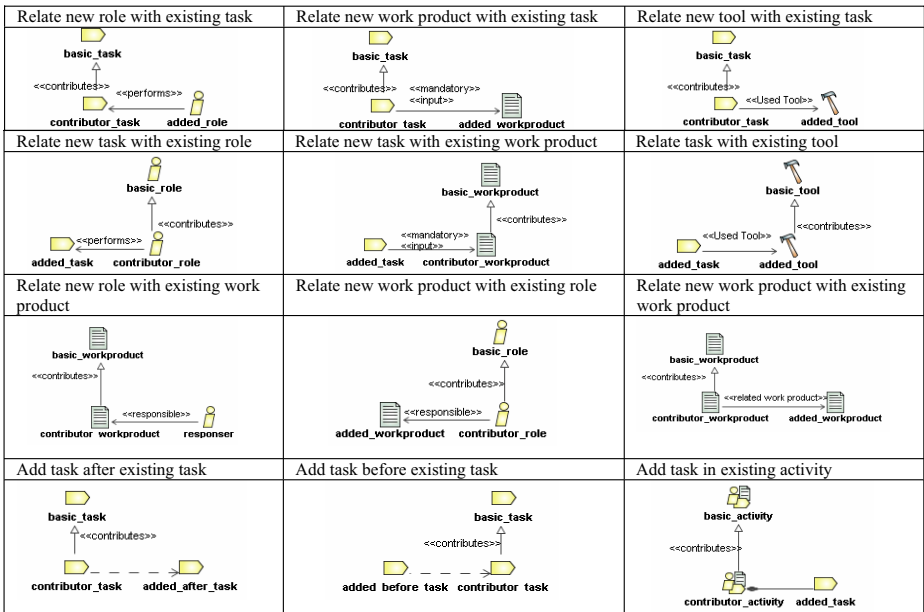 Relate new role with existing task
basic_task
<<contributes>>
<<performs>>
contributor_task
added_role
Relate new work product with existing task
basic_task
<<contributes>>
<<mandatory>>
<<input>>
contributor_task
added_workproduct
Relate new tool with existing task
basic_task
<<contributes>>
<<Used Tool>>
contributor_task
added_tool
Relate new task with existing role
basic_role
<<contributes>>
<<performs>>
added_task
contributor_role
Relate new task with existing work product
basic_workproduct
<<contributes>>
<<mandatory>>
<<input>>
added_task
contributor_workproduct
Relate task with existing tool
basic_tool
<<contributes>>
<<Used Tool>>
added_task
added_tool
Relate new role with existing work
product
basic_workproduct
<<contributes>>
<<responsible>>
contributor_workproduct
responser
Relate new work product with existing role
basic_role
<<contributes>>
<<responsible>>
added_workproduct
contributor_role
Relate new work product with existing
work product
basic_workproduct
<<contributes>>
<<related work product>>
contributor_workproduct
added_workproduct
Add task after existing task
basic_task
<<contributes>>
contributor_task
added_after_task
Add task before existing task
basic_task
<<contributes>>
added_before_task
contributor_task
Add task in existing activity
basic_activity
<<contributes>>
contributor_activity
added_task